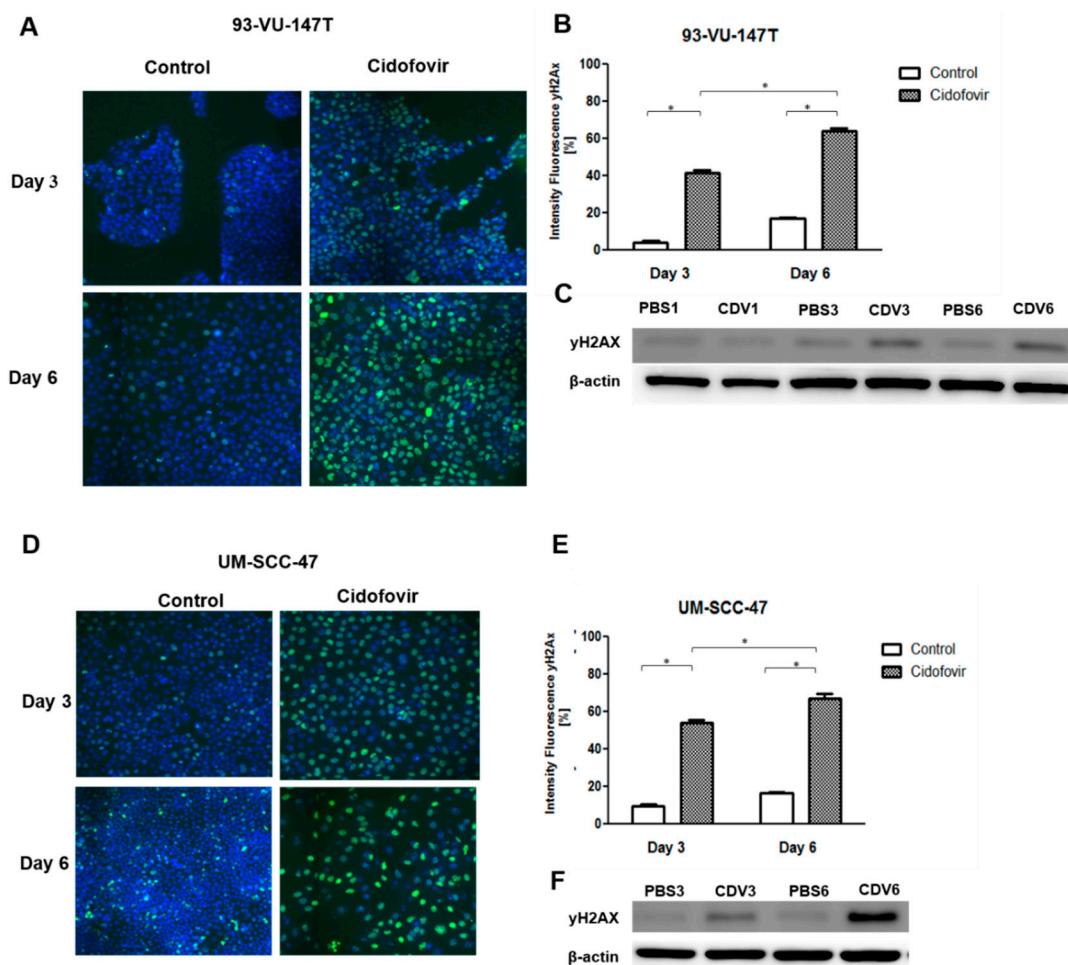 A
93-VU-147T
Control Cidofovir
Day 3
Day 6
B
93-VU-147T
Intensity Fluorescence yH2Ax
[%]
100
80
60
40
20
0
Day 3 Day 6
Control
Cidofovir
* * *
C
PBS1 CDV1 PBS3 CDV3 PBS6 CDV6
yH2AX
β-actin
D
UM-SCC-47
Control Cidofovir
Day 3
Day 6
E
UM-SCC-47
Intensity Fluorescence yH2Ax
[%]
100
80
60
40
20
0
Day 3 Day 6
Control
Cidofovir
* * *
F
PBS3 CDV3 PBS6 CDV6
yH2AX
β-actin